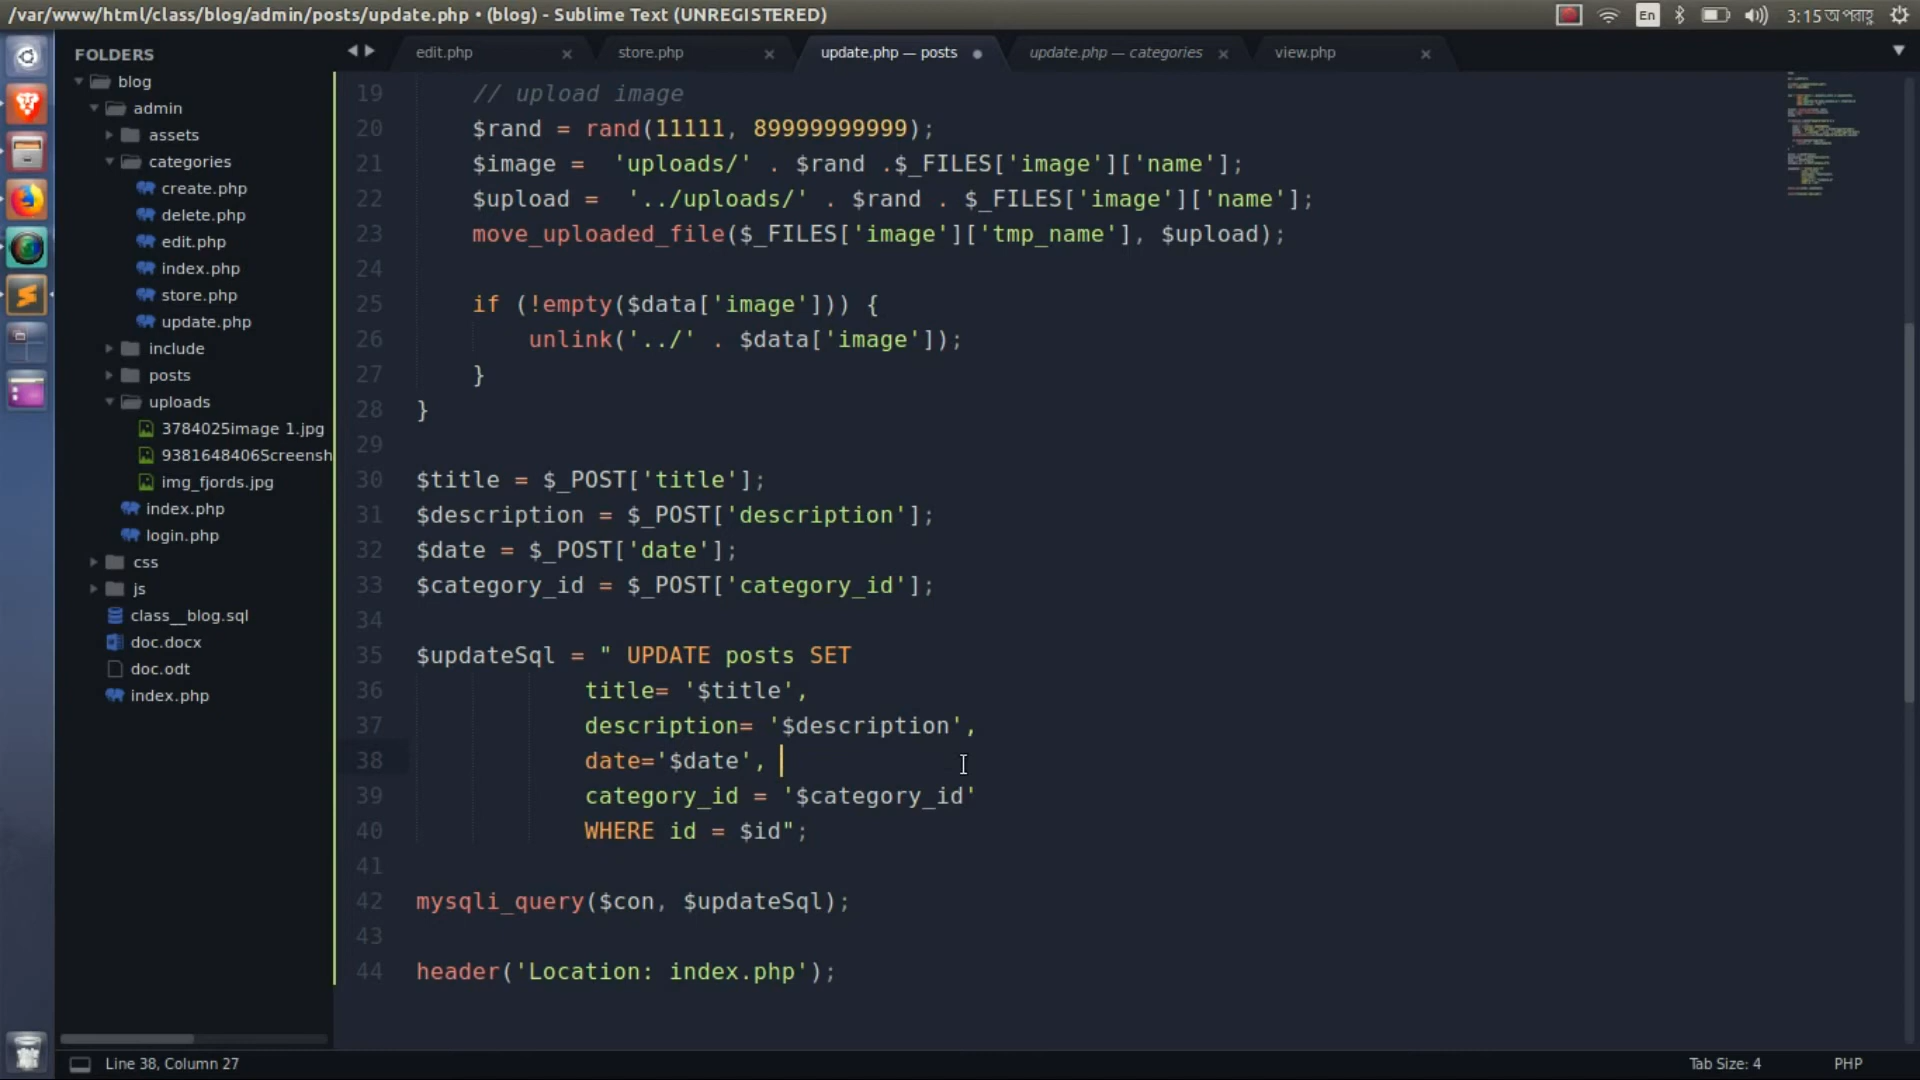 /var/www/html/class/blog/admin/posts/update.php • (blog) - Sublime Text (UNREGISTERED)
En
3:15 অপরাহ্ণ
FOLDERS
blog
admin
assets
categories
create.php
delete.php
edit.php
index.php
store.php
update.php
include
posts
uploads
3784025image 1.jpg
9381648406Screensh
img_fjords.jpg
index.php
login.php
css
js
class__blog.sql
doc.docx
doc.odt
index.php
edit.php
store.php
update.php — posts
update.php — categories
view.php
19 // upload image
20 $rand = rand(11111, 89999999999);
21 $image =  'uploads/' . $rand .$_FILES['image']['name'];
22 $upload =  '../uploads/' . $rand . $_FILES['image']['name'];
23 move_uploaded_file($_FILES['image']['tmp_name'], $upload);
24
25 if (!empty($data['image'])) {
26 unlink('../' . $data['image']);
27 }
28 }
29
30 $title = $_POST['title'];
31 $description = $_POST['description'];
32 $date = $_POST['date'];
33 $category_id = $_POST['category_id'];
34
35 $updateSql = " UPDATE posts SET
36 title= '$title',
37 description= '$description',
38 date='$date',
39 category_id = '$category_id'
40 WHERE id = $id";
41
42 mysqli_query($con, $updateSql);
43
44 header('Location: index.php');
Line 38, Column 27
Tab Size: 4
PHP